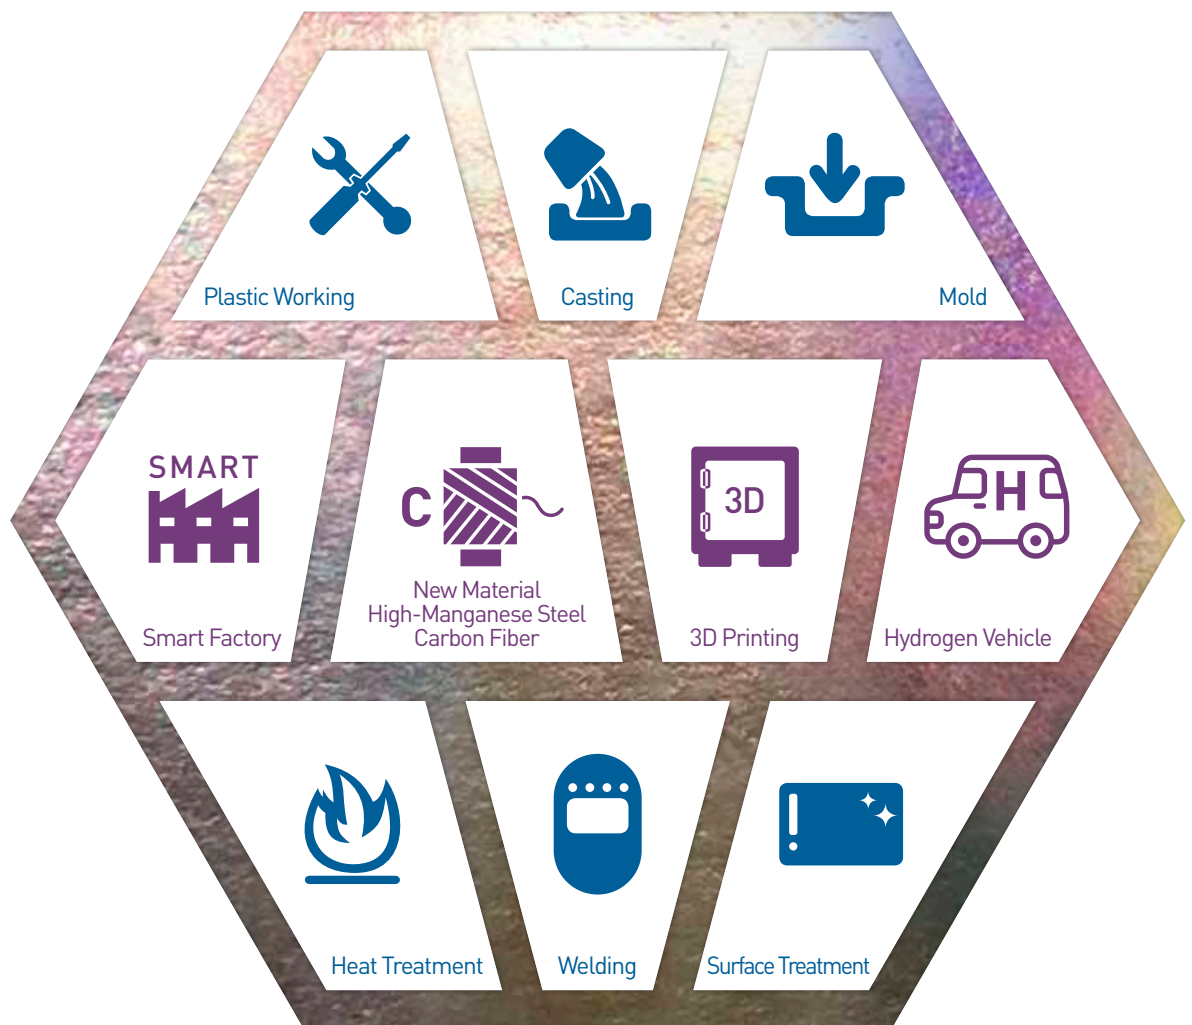 Plastic Working
Casting
Mold
SMART
Smart Factory
C
New Material
High-Manganese Steel
Carbon Fiber
3D
3D Printing
H
Hydrogen Vehicle
Heat Treatment
Welding
Surface Treatment